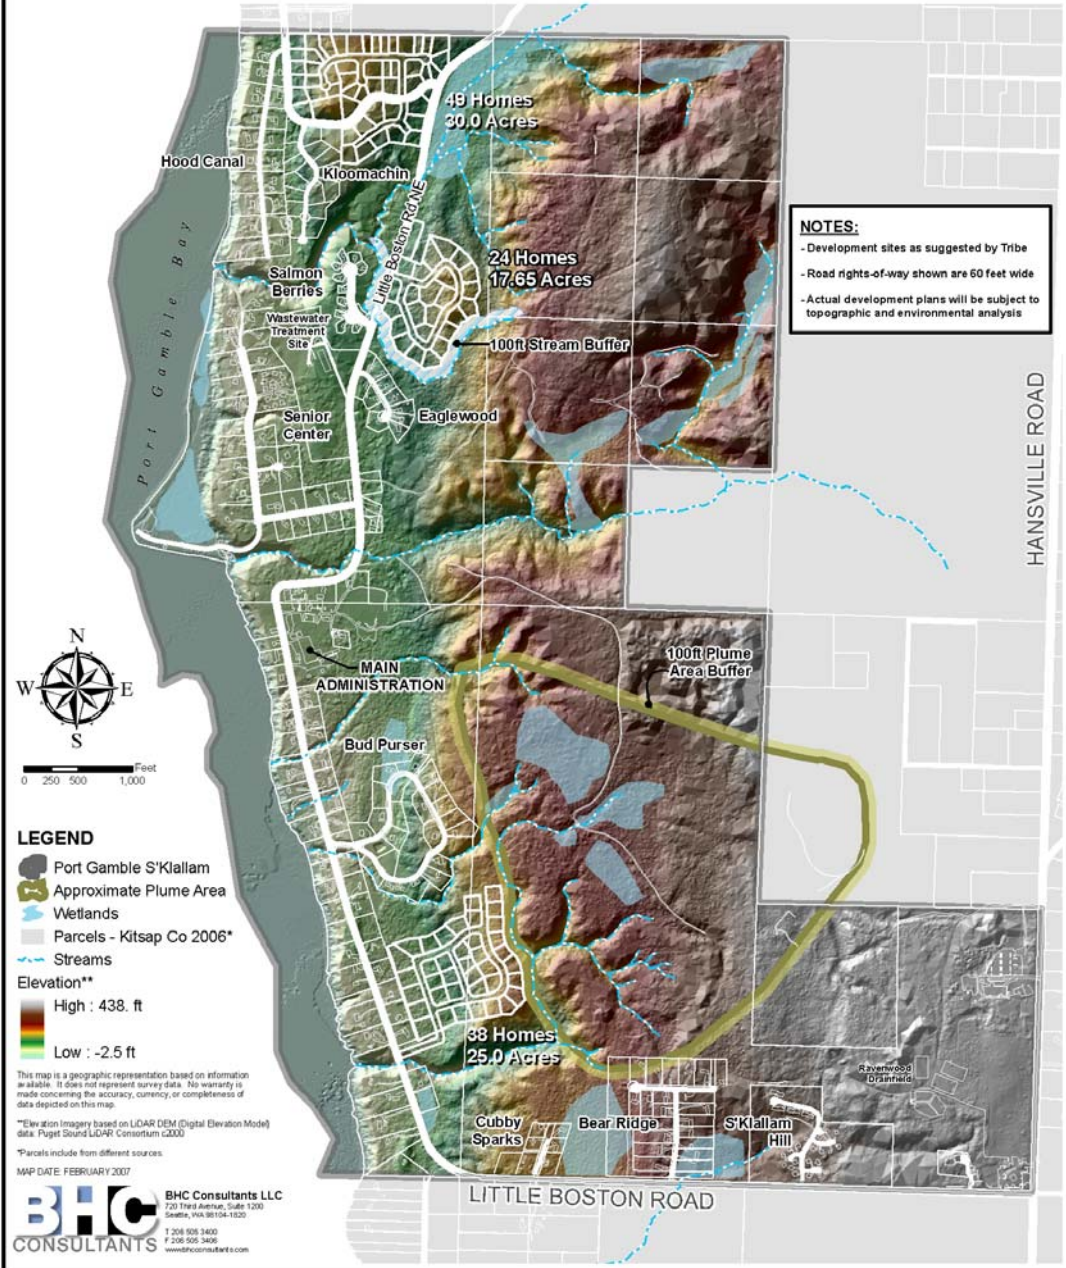 49 Homes
30.0 Acres
Hood Canal
Kloomachin
Little Boston Rd NE
Port Gamble Bay
NOTES:
- Development sites as suggested by Tribe
- Road rights-of-way shown are 60 feet wide
- Actual development plans will be subject to
topographic and environmental analysis
24 Homes
17.65 Acres
Salmon
Berries
Wastewater
Treatment
Site
100ft Stream Buffer
Senior
Center
Eaglewood
HANSVILLE ROAD
N
W
E
S
MAIN
ADMINISTRATION
100ft Plume
Area Buffer
Bud Purser
Feet
0 250 500 1,000
LEGEND
Port Gamble S'Klallam
Approximate Plume Area
Wetlands
Parcels - Kitsap Co 2006*
Streams
Elevation**
High : 438. ft
Low : -2.5 ft
38 Homes
25.0 Acres
Ravenwood
Drainfield
Cubby
Sparks
Bear Ridge
S'Klallam
Hill
LITTLE BOSTON ROAD
This map is a geographic representation based on information
available. It does not represent survey data. No warranty is
made concerning the accuracy, currency, or completeness of
data depicted on this map.
**Elevation Imagery based on LiDAR DEM (Digital Elevation Model)
data: Puget Sound LiDAR Consortium c2000
*Parcels include from different sources.
MAP DATE: FEBRUARY 2007
BHC
CONSULTANTS
BHC Consultants LLC
720 Third Avenue, Suite 1200
Seattle, WA 98104-1820
T 206 505 3400
F 206 505 3406
www.bhcconsultants.com